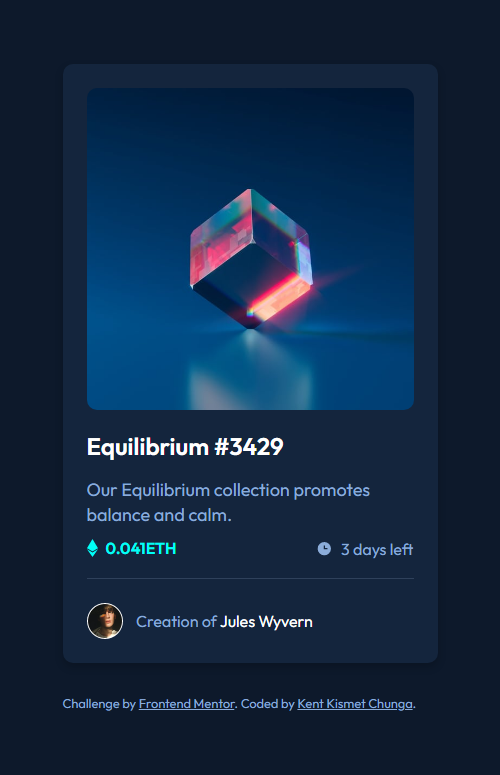 Equilibrium #3429
Our Equilibrium collection promotes
balance and calm.
0.041ETH
3 days left
Creation of Jules Wyvern
Challenge by Frontend Mentor. Coded by Kent Kismet Chunga.